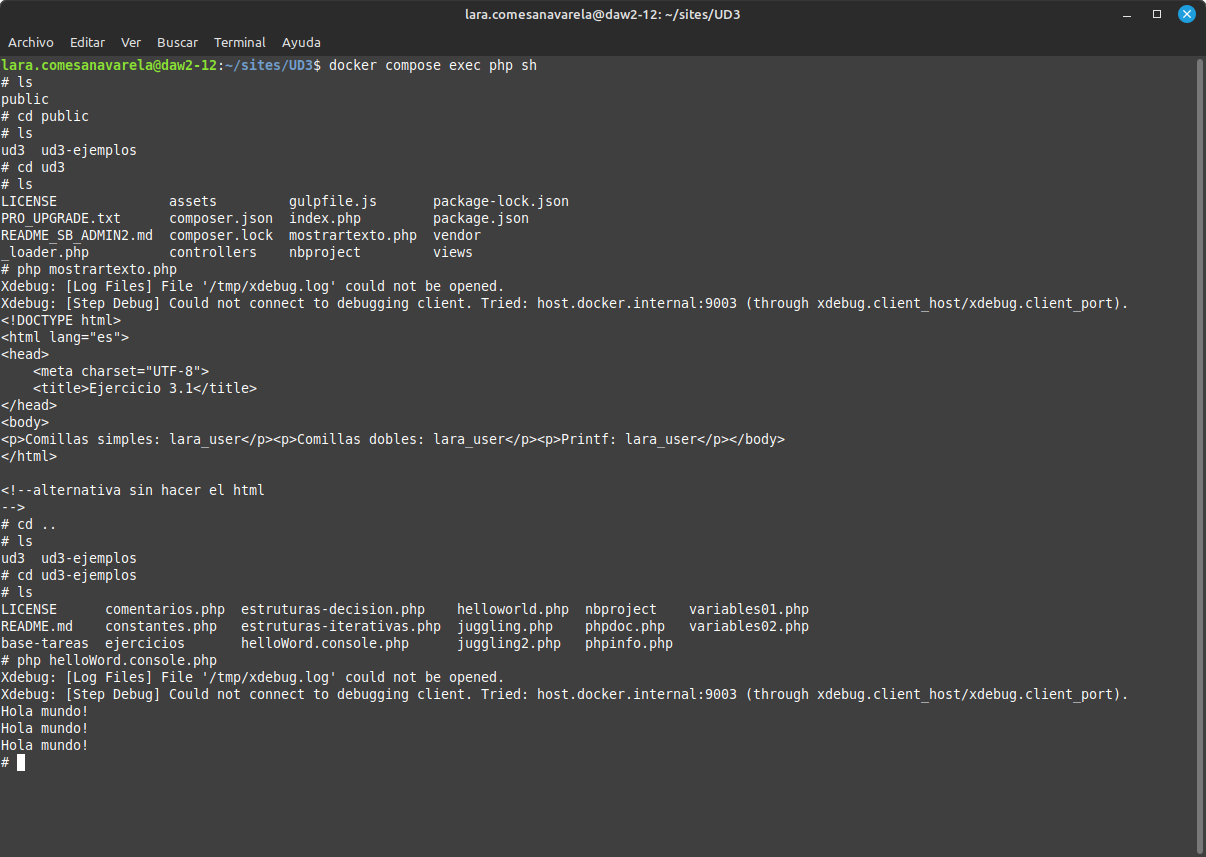 lara.comesanavarela@daw2-12: ~/sites/UD3
Archivo Editar Ver Buscar Terminal Ayuda
lara.comesanavarela@daw2-12:~/sites/UD3$ docker compose exec php sh
# ls
public
# cd public
# ls
ud3  ud3-ejemplos
# cd ud3
# ls
LICENSE              assets         gulpfile.js       package-lock.json
PRO_UPGRADE.txt      composer.json  index.php         package.json
README_SB_ADMIN2.md  composer.lock  mostrartexto.php  vendor
_loader.php          controllers    nbproject         views
# php mostrartexto.php
Xdebug: [Log Files] File '/tmp/xdebug.log' could not be opened.
Xdebug: [Step Debug] Could not connect to debugging client. Tried: host.docker.internal:9003 (through xdebug.client_host/xdebug.client_port).
<!DOCTYPE html>
<html lang="es">
<head>
    <meta charset="UTF-8">
    <title>Ejercicio 3.1</title>
</head>
<body>
<p>Comillas simples: lara_user</p><p>Comillas dobles: lara_user</p><p>Printf: lara_user</p></body>
</html>

<!--alternativa sin hacer el html
-->
# cd ..
# ls
ud3  ud3-ejemplos
# cd ud3-ejemplos
# ls
LICENSE      comentarios.php  estruturas-decision.php    helloworld.php  nbproject    variables01.php
README.md    constantes.php   estruturas-iterativas.php  juggling.php    phpdoc.php   variables02.php
base-tareas  ejercicios       helloWord.console.php      juggling2.php   phpinfo.php
# php helloWord.console.php
Xdebug: [Log Files] File '/tmp/xdebug.log' could not be opened.
Xdebug: [Step Debug] Could not connect to debugging client. Tried: host.docker.internal:9003 (through xdebug.client_host/xdebug.client_port).
Hola mundo!
Hola mundo!
Hola mundo!
#